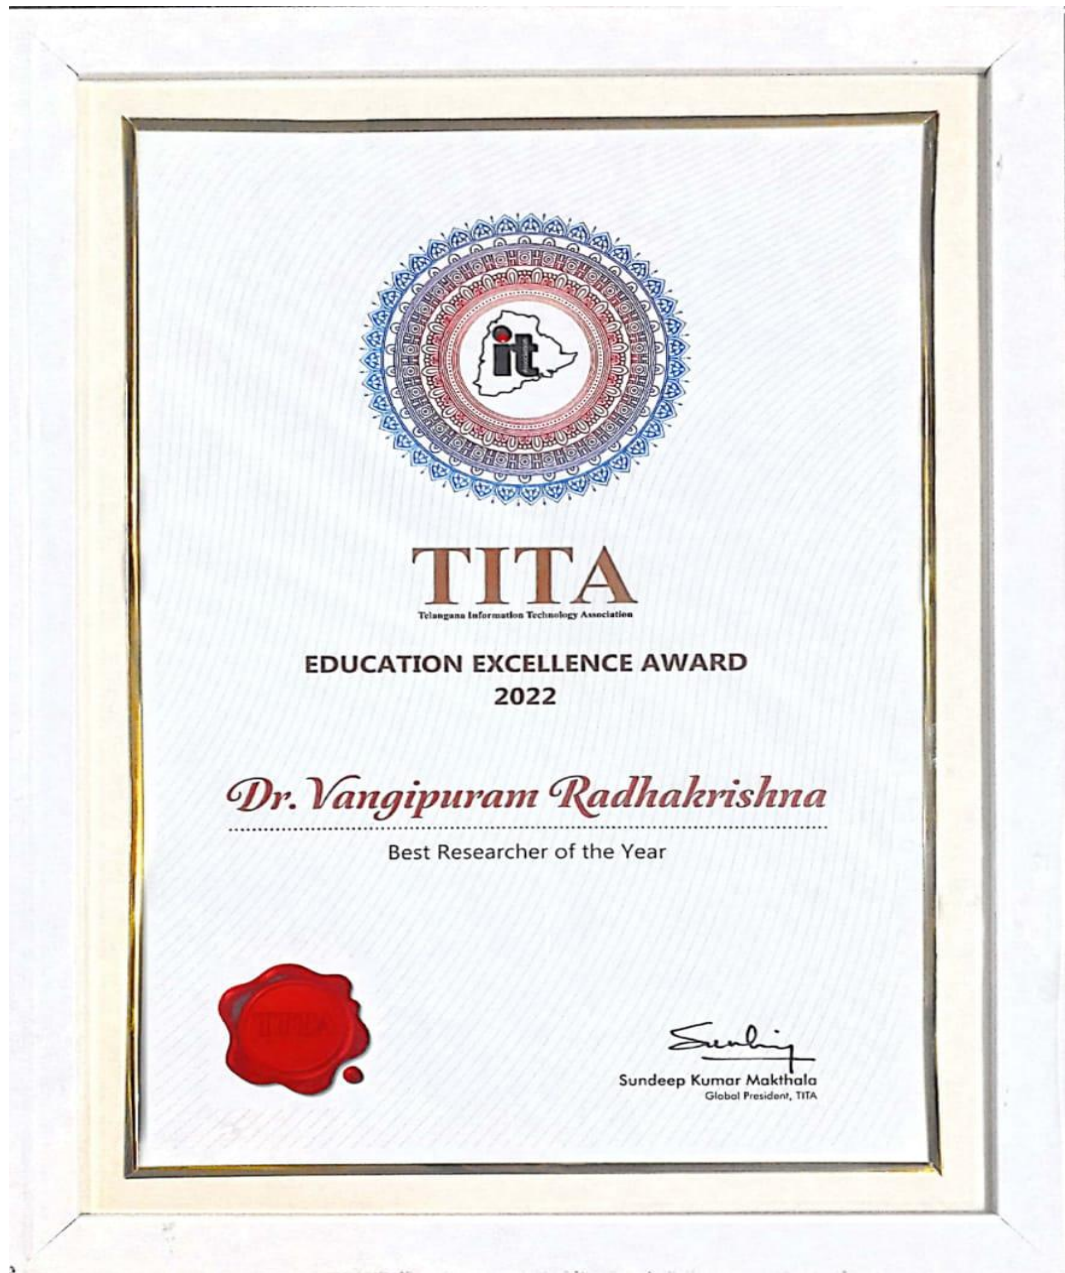 it
TITA
Telangana Information Technology Association
EDUCATION EXCELLENCE AWARD
2022
Dr. Vangipuram Radhakrishna
Best Researcher of the Year
TITA
Sundeep Kumar Makthala
Global President, TITA